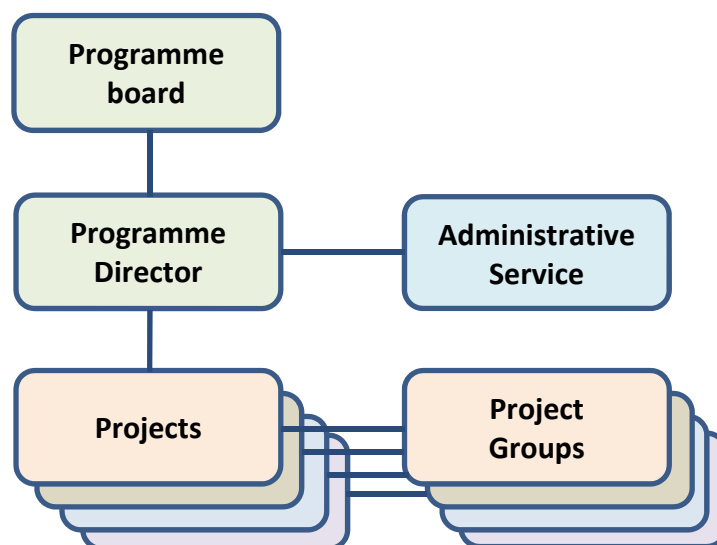 Programme
board
Programme
Director
Administrative
Service
Projects
Project
Groups